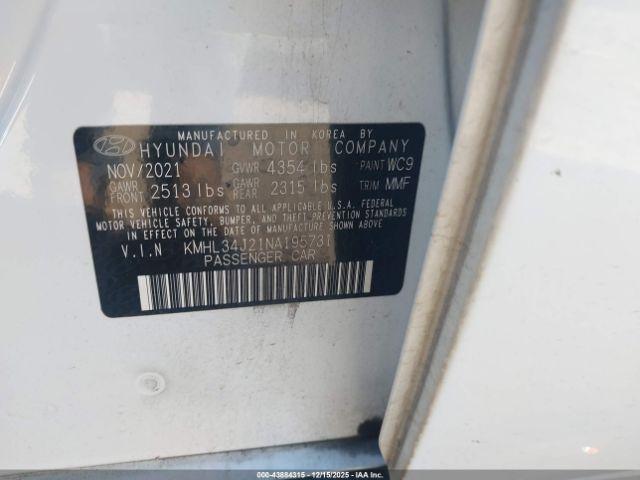 MANUFACTURED IN KOREA BY
HYUNDAI MOTOR COMPANY
NOV/2021 GVWR 4354 lbs PAINT WC9
GAWR FRONT 2513 lbs GAWR REAR 2315 lbs TRIM MMF
THIS VEHICLE CONFORMS TO ALL APPLICABLE U.S.A. FEDERAL
MOTOR VEHICLE SAFETY, BUMPER, AND THEFT PREVENTION STANDARDS
IN EFFECT ON THE DATE OF MANUFACTURE SHOWN ABOVE.
V.I.N KMHL34J21NA195731
PASSENGER CAR
000-43884315 - 12/15/2025 - IAAI.COM